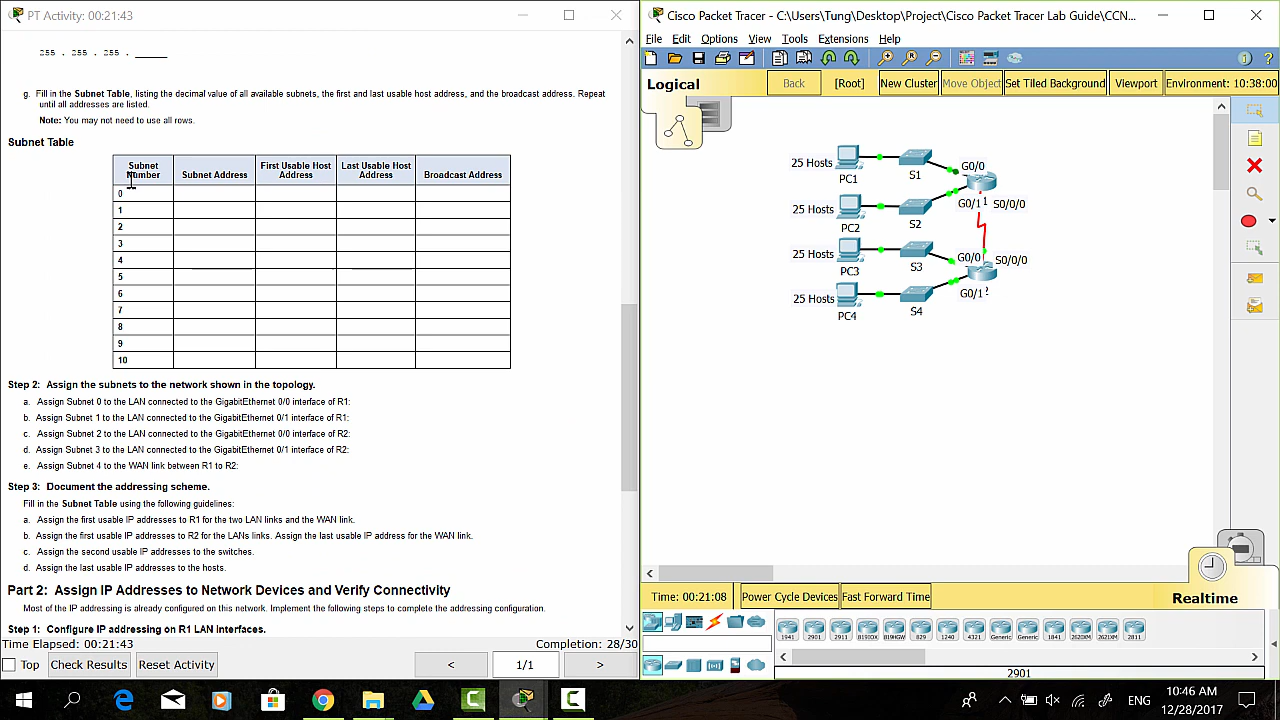 PT Activity: 00:21:43
255 . 255 . 255 . ______
g. Fill in the Subnet Table, listing the decimal value of all available subnets, the first and last usable host address, and the broadcast address. Repeat
until all addresses are listed.
Note: You may not need to use all rows.
Subnet Table
Subnet Number
Subnet Address
First Usable Host Address
Last Usable Host Address
Broadcast Address
0
1
2
3
4
5
6
7
8
9
10
Step 2: Assign the subnets to the network shown in the topology.
a. Assign Subnet 0 to the LAN connected to the GigabitEthernet 0/0 interface of R1:
b. Assign Subnet 1 to the LAN connected to the GigabitEthernet 0/1 interface of R1:
c. Assign Subnet 2 to the LAN connected to the GigabitEthernet 0/0 interface of R2:
d. Assign Subnet 3 to the LAN connected to the GigabitEthernet 0/1 interface of R2:
e. Assign Subnet 4 to the WAN link between R1 to R2:
Step 3: Document the addressing scheme.
Fill in the Subnet Table using the following guidelines:
a. Assign the first usable IP addresses to R1 for the two LAN links and the WAN link.
b. Assign the first usable IP addresses to R2 for the LANs links. Assign the last usable IP address for the WAN link.
c. Assign the second usable IP addresses to the switches.
d. Assign the last usable IP addresses to the hosts.
Part 2: Assign IP Addresses to Network Devices and Verify Connectivity
Most of the IP addressing is already configured on this network. Implement the following steps to complete the addressing configuration.
Step 1: Configure IP addressing on R1 LAN interfaces.
Time Elapsed: 00:21:43
Completion: 28/30
Top
Check Results
Reset Activity
<
1/1
>
Cisco Packet Tracer - C:\Users\Tung\Desktop\Project\Cisco Packet Tracer Lab Guide\CCN...
File Edit Options View Tools Extensions Help
Logical
Back
[Root]
New Cluster
Move Object
Set Tiled Background
Viewport
Environment: 10:38:00
25 Hosts
PC1
S1
G0/0
25 Hosts
PC2
S2
G0/1
1
S0/0/0
25 Hosts
PC3
S3
G0/0
S0/0/0
25 Hosts
PC4
S4
G0/1
Time: 00:21:08
Power Cycle Devices
Fast Forward Time
Realtime
1941
2901
2911
819IOX
819HGW
829
1240
4321
Generic
Generic
1841
2620XM
2621XM
2811
2901
ENG
10:46 AM
12/28/2017